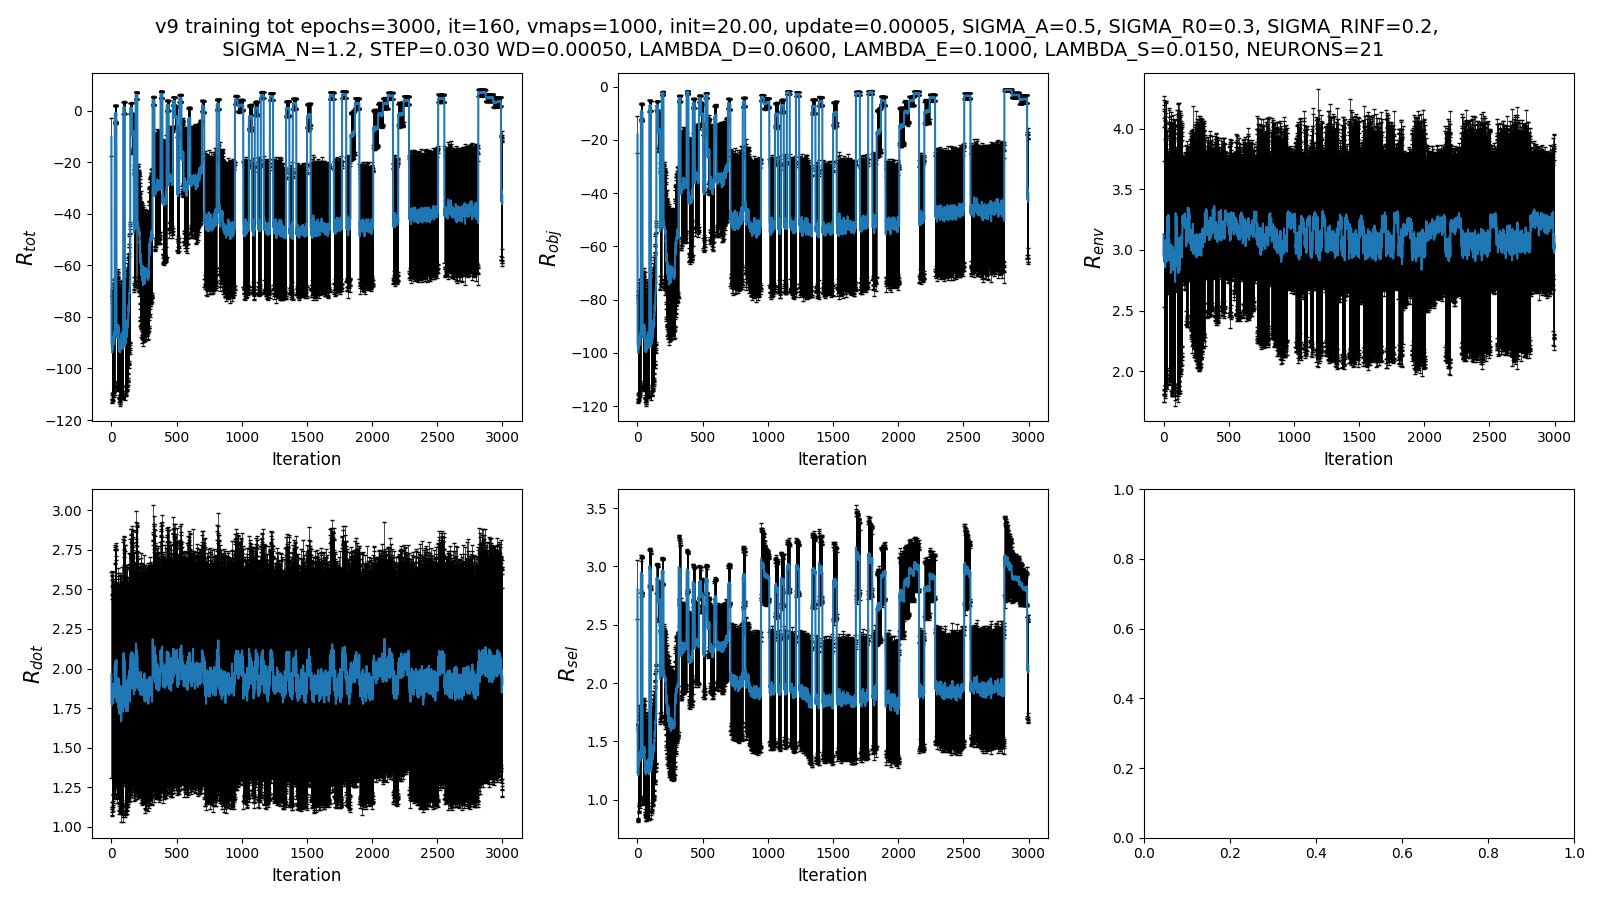 v9 training tot epochs=3000, it=160, vmaps=1000, init=20.00, update=0.00005, SIGMA_A=0.5, SIGMA_R0=0.3, SIGMA_RINF=0.2,
SIGMA_N=1.2, STEP=0.030 WD=0.00050, LAMBDA_D=0.0600, LAMBDA_E=0.1000, LAMBDA_S=0.0150, NEURONS=21
R_tot
0
−20
−40
−60
−80
−100
−120
0 500 1000 1500 2000 2500 3000
Iteration
R_obj
0
−20
−40
−60
−80
−100
−120
0 500 1000 1500 2000 2500 3000
Iteration
R_env
4.0
3.5
3.0
2.5
2.0
0 500 1000 1500 2000 2500 3000
Iteration
R_dot
3.00
2.75
2.50
2.25
2.00
1.75
1.50
1.25
1.00
0 500 1000 1500 2000 2500 3000
Iteration
R_sel
3.5
3.0
2.5
2.0
1.5
1.0
0 500 1000 1500 2000 2500 3000
Iteration
1.0
0.8
0.6
0.4
0.2
0.0
0.0 0.2 0.4 0.6 0.8 1.0